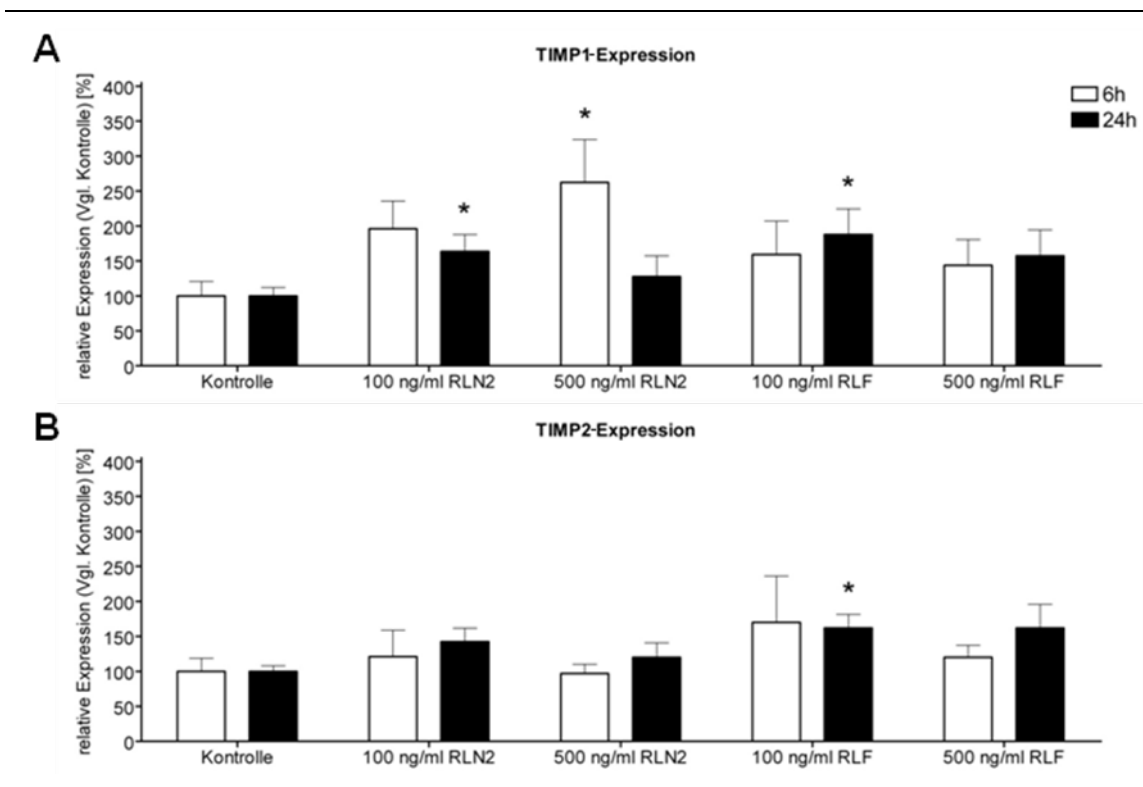 A
TIMP1-Expression
relative Expression (Vgl. Kontrolle) [%]
400
350
300
250
200
150
100
50
0
6h
24h
*
*
*
Kontrolle
100 ng/ml RLN2
500 ng/ml RLN2
100 ng/ml RLF
500 ng/ml RLF
B
TIMP2-Expression
relative Expression (Vgl. Kontrolle) [%]
400
350
300
250
200
150
100
50
0
*
Kontrolle
100 ng/ml RLN2
500 ng/ml RLN2
100 ng/ml RLF
500 ng/ml RLF